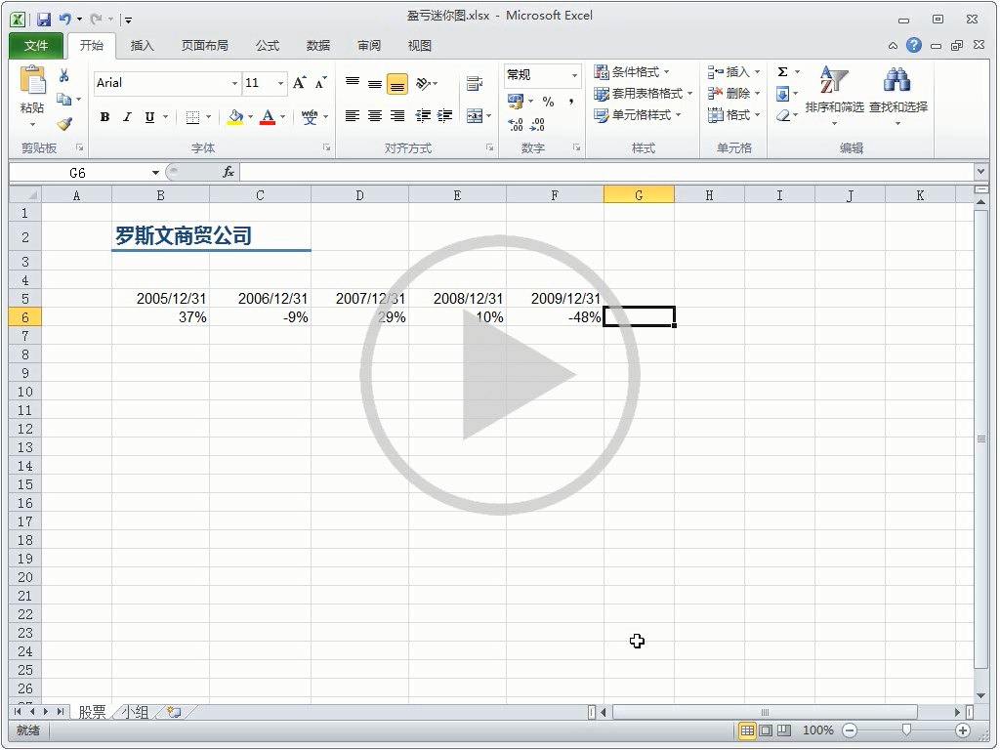 盈亏迷你图.xlsx - Microsoft Excel
文件 开始 插入 页面布局 公式 数据 审阅 视图
粘贴 Arial 11 A A 常规 条件格式 插入 Σ 排序和筛选 查找和选择
B I U A wén 文 % , 套用表格格式 删除
.00 .00 单元格样式 格式
剪贴板 字体 对齐方式 数字 样式 单元格 编辑
G6 fx
A B C D E F G H I J K
1
2 罗斯文商贸公司
3
4
5 2005/12/31 2006/12/31 2007/12/31 2008/12/31 2009/12/31
6 37% -9% 29% 10% -48%
7
8
9
10
11
12
13
14
15
16
17
18
19
20
21
22
23
24
25
26
股票 小组
就绪 100%